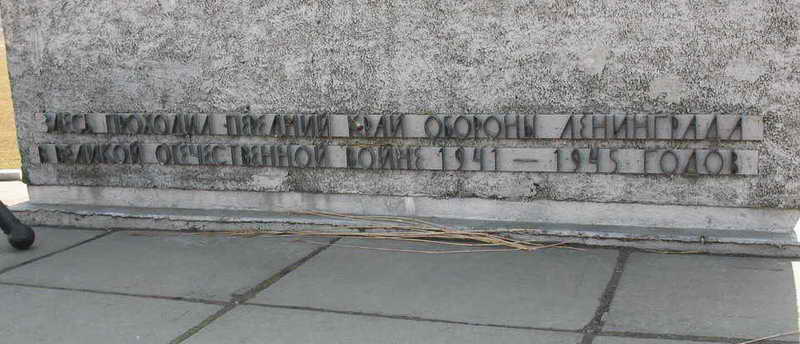 ЗДЕСЬ ПРОХОДИЛ ПЕРЕДНИЙ КРАЙ ОБОРОНЫ ЛЕНИНГРАДА
В ВЕЛИКОЙ ОТЕЧЕСТВЕННОЙ ВОЙНЕ 1941 — 1945 ГОДОВ